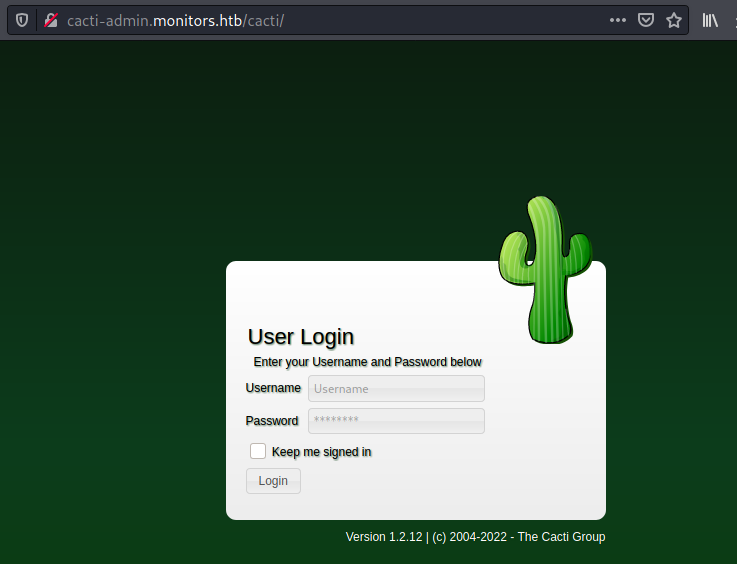 cacti-admin.monitors.htb/cacti/
User Login
Enter your Username and Password below
Username Username
Password ********
Keep me signed in
Login
Version 1.2.12 | (c) 2004-2022 - The Cacti Group